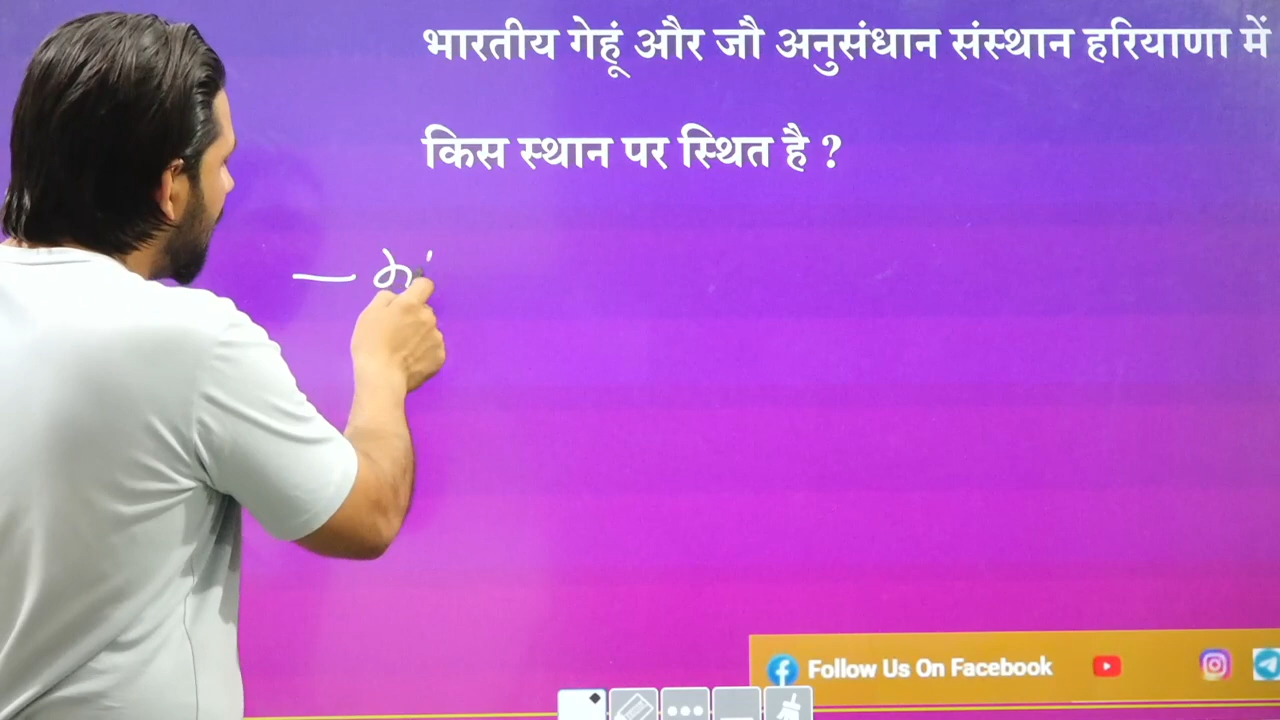 भारतीय गेहूं और जौ अनुसंधान संस्थान हरियाणा में
किस स्थान पर स्थित है ?
Follow Us On Facebook